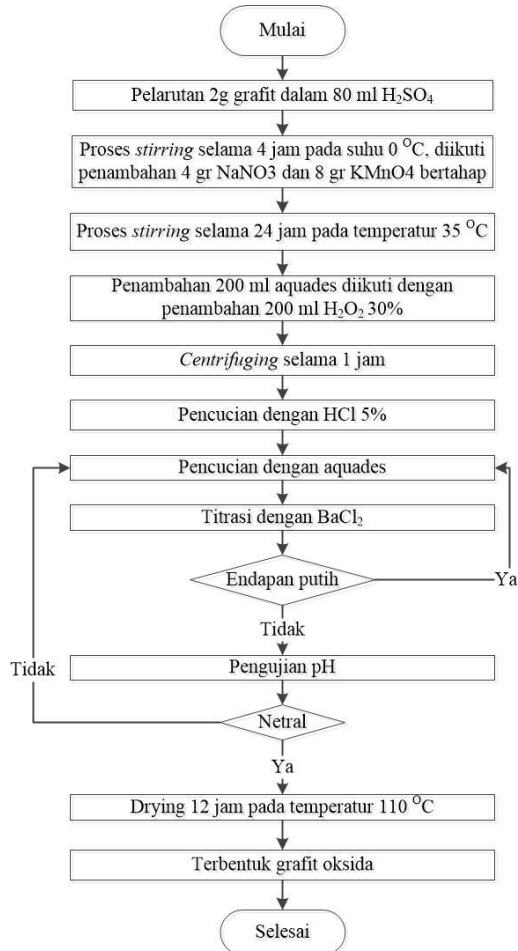 Mulai
Pelarutan 2g grafit dalam 80 ml H₂SO₄
Proses stirring selama 4 jam pada suhu 0 ᴼC, diikuti
penambahan 4 gr NaNO3 dan 8 gr KMnO4 bertahap
Proses stirring selama 24 jam pada temperatur 35 ᴼC
Penambahan 200 ml aquades diikuti dengan
penambahan 200 ml H₂O₂ 30%
Centrifuging selama 1 jam
Pencucian dengan HCl 5%
Pencucian dengan aquades
Titrasi dengan BaCl₂
Endapan putih
Ya
Tidak
Tidak
Pengujian pH
Netral
Ya
Drying 12 jam pada temperatur 110 ᴼC
Terbentuk grafit oksida
Selesai